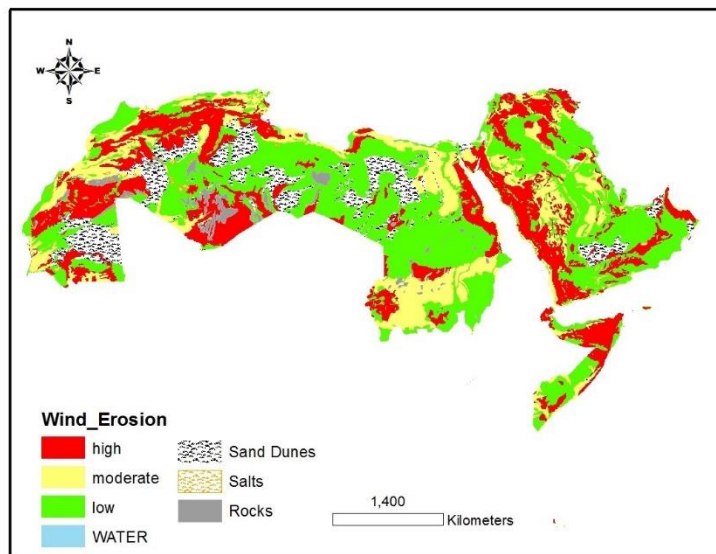 N
W E
S
Wind_Erosion
high
moderate
low
WATER
Sand Dunes
Salts
Rocks
1,400
Kilometers